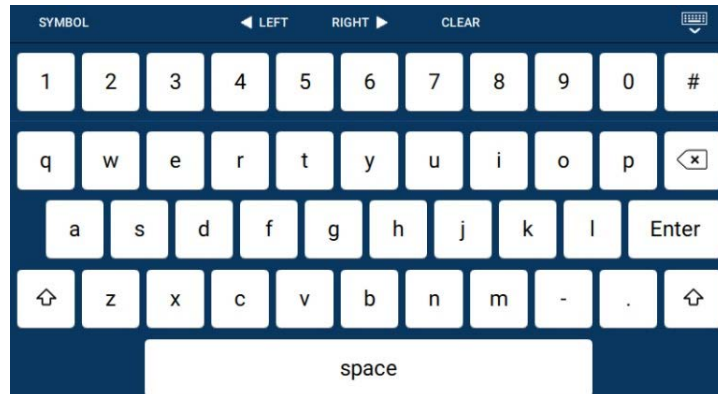 SYMBOL ◀ LEFT RIGHT ▶ CLEAR
1 2 3 4 5 6 7 8 9 0 #
q w e r t y u i o p
a s d f g h j k l Enter
z x c v b n m - .
space